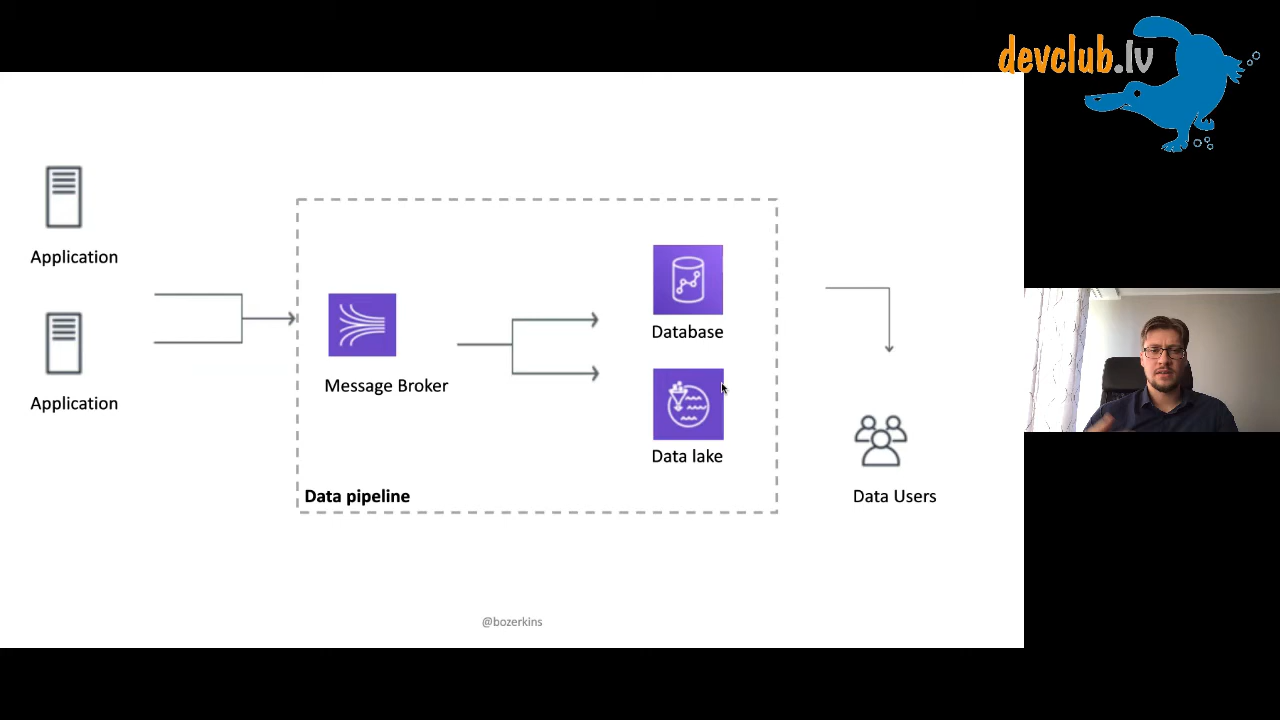 devclub.lv
Application
Application
Message Broker
Database
Data lake
Data pipeline
Data Users
@bozerkins